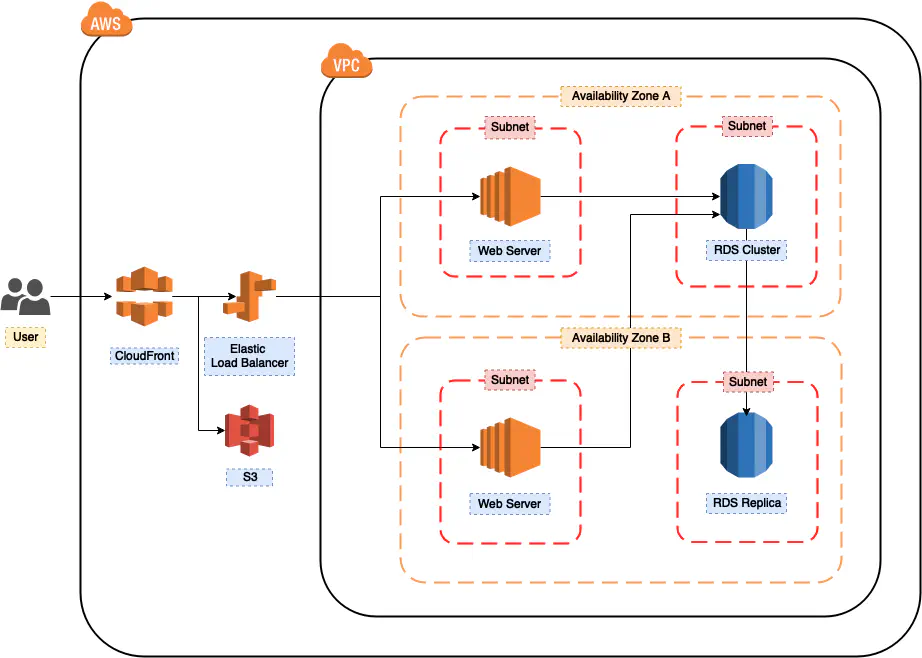 AWS
VPC
Availability Zone A
Subnet
Subnet
Web Server
RDS Cluster
User
CloudFront
Elastic
Load Balancer
S3
Availability Zone B
Subnet
Subnet
Web Server
RDS Replica